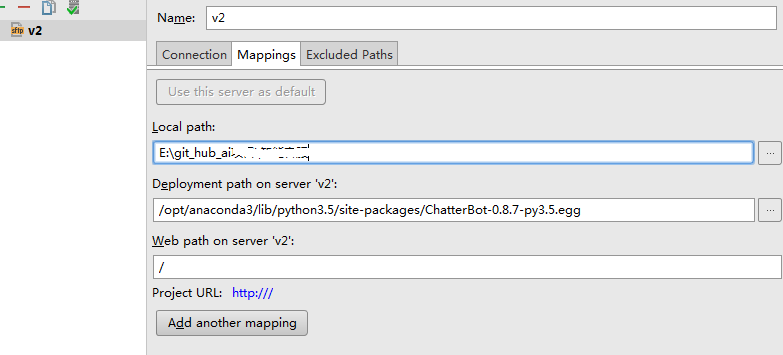 Name: v2
sftp v2
Connection Mappings Excluded Paths
Use this server as default
Local path:
E:\git_hub_ai
...
Deployment path on server 'v2':
/opt/anaconda3/lib/python3.5/site-packages/ChatterBot-0.8.7-py3.5.egg
...
Web path on server 'v2':
/
Project URL: http:///
Add another mapping